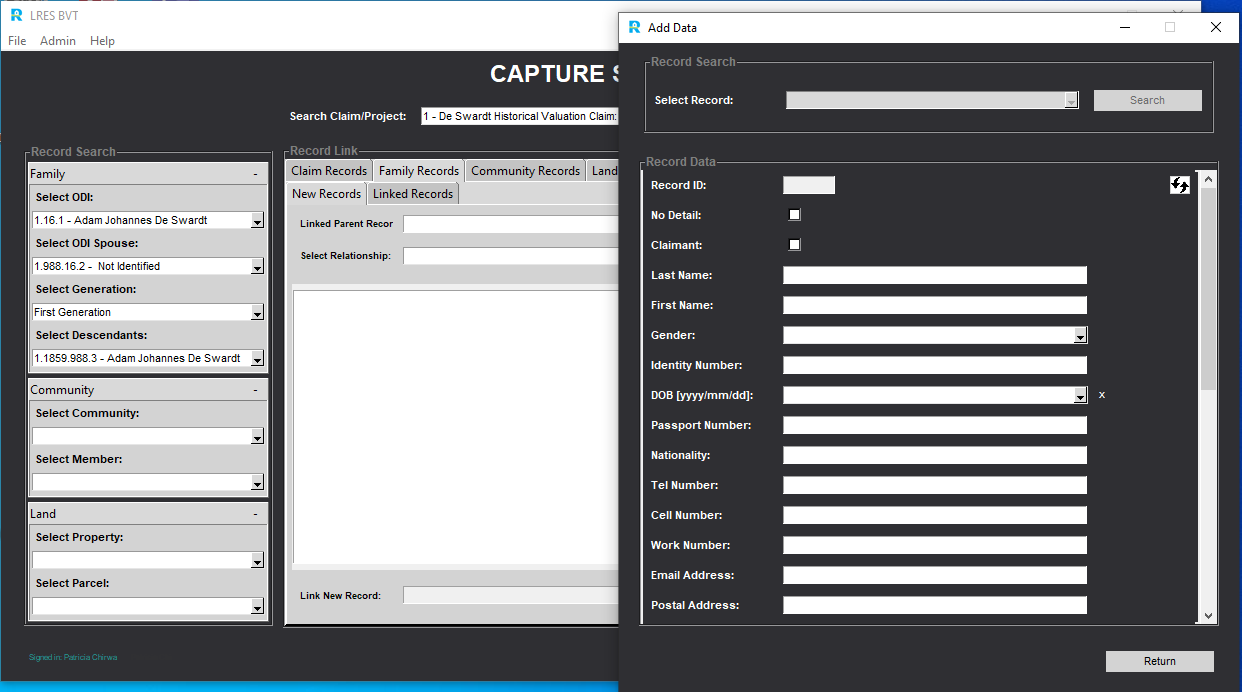 LRES BVT
File Admin Help
CAPTURE S
Search Claim/Project: 1 - De Swardt Historical Valuation Claim:
Record Search
Family -
Select ODI:
1.16.1 - Adam Johannes De Swardt
Select ODI Spouse:
1.988.16.2 - Not Identified
Select Generation:
First Generation
Select Descendants:
1.1859.988.3 - Adam Johannes De Swardt
Community -
Select Community:
Select Member:
Land -
Select Property:
Select Parcel:
Signed in: Patricia Chirwa
Record Link
Claim Records Family Records Community Records Land
New Records Linked Records
Linked Parent Recor
Select Relationship:
Link New Record:
Add Data
Record Search
Select Record: Search
Record Data
Record ID:
No Detail:
Claimant:
Last Name:
First Name:
Gender:
Identity Number:
DOB [yyyy/mm/dd]: x
Passport Number:
Nationality:
Tel Number:
Cell Number:
Work Number:
Email Address:
Postal Address:
Return